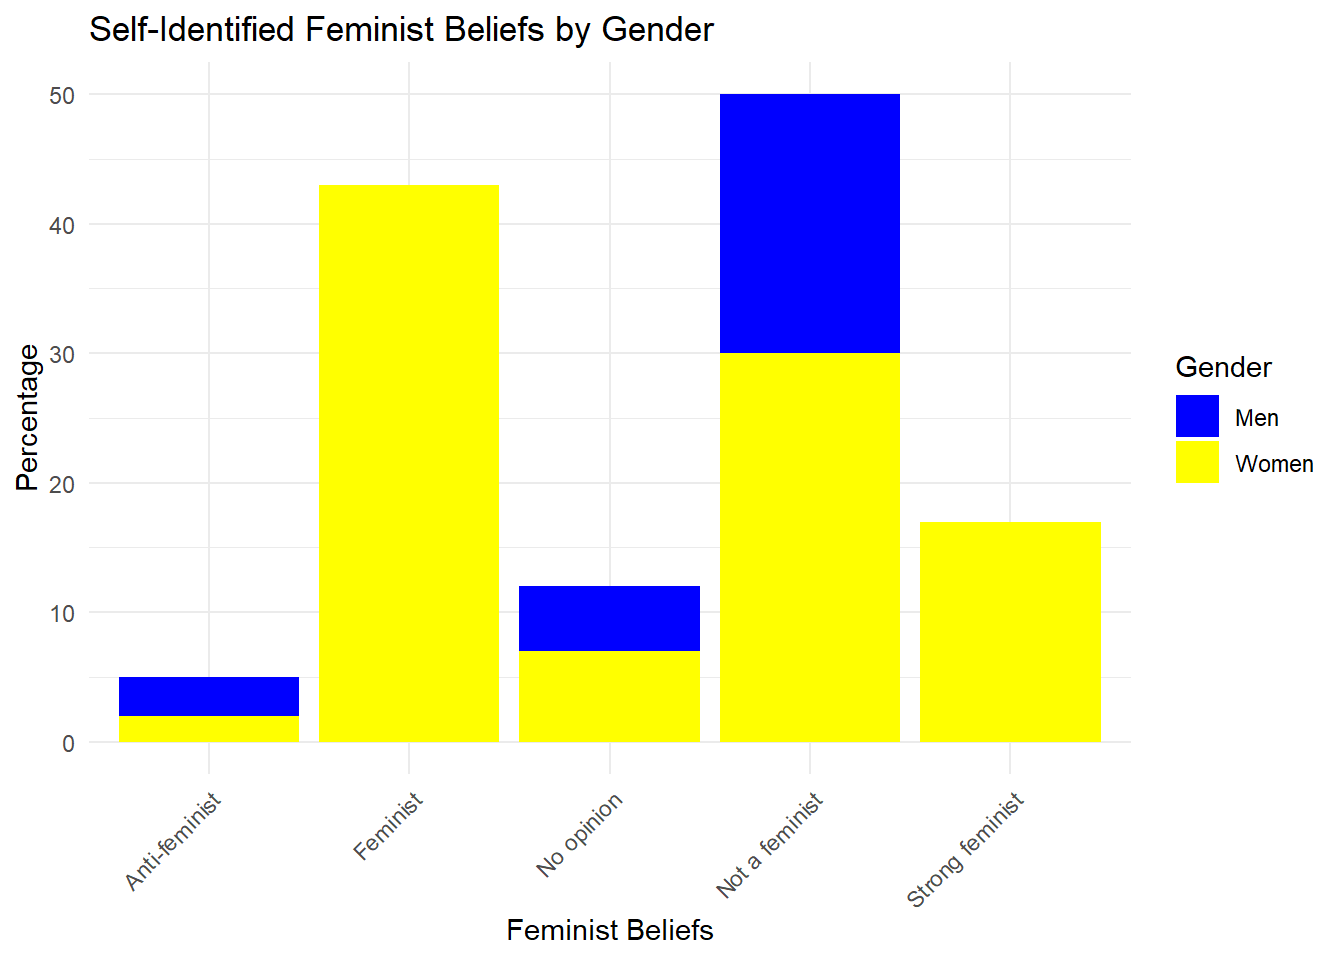 Self-Identified Feminist Beliefs by Gender
50
40
30
20
10
0
Percentage
Anti-feminist
Feminist
No opinion
Not a feminist
Strong feminist
Feminist Beliefs
Gender
Men
Women